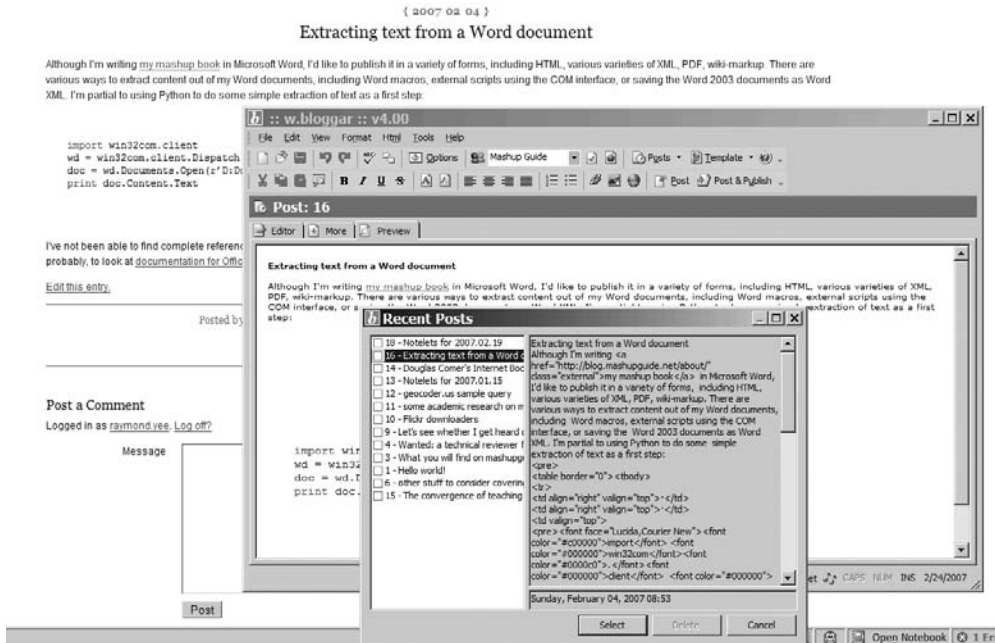 { 2007 02 04 }
Extracting text from a Word document
Although I'm writing my mashup book in Microsoft Word, I'd like to publish it in a variety of forms, including HTML, various varieties of XML, PDF, wiki-markup. There are
various ways to extract content out of my Word documents, including Word macros, external scripts using the COM interface, or saving the Word 2003 documents as Word
XML. I'm partial to using Python to do some simple extraction of text as a first step:
import win32com.client
wd = win32com.client.Dispatch
doc = wd.Documents.Open(r'D:Do
print doc.Content.Text
I've not been able to find complete referenc
probably, to look at documentation for Offic
Edit this entry.
Posted by
Post a Comment
Logged in as raymond.yee. Log off?
Message
Post
:: w.bloggar :: v4.00
File Edit View Format Html Tools Help
Options Mashup Guide Posts Template
B I U S A Post Post & Publish
Post: 16
Editor More Preview
Extracting text from a Word document
Although I'm writing my mashup book in Microsoft Word, I'd like to publish it in a variety of forms, including HTML, various varieties of XML,
PDF, wiki-markup. There are various ways to extract content out of my Word documents, including Word macros, external scripts using the
COM interface, or s extraction of text as a first
step:
import win
wd = win32
doc = wd.D
print doc.
Recent Posts
18 - Notelets for 2007.02.19
16 - Extracting text from a Word d
14 - Douglas Comer's Internet Boo
13 - Notelets for 2007.01.15
12 - geocoder.us sample query
11 - some academic research on m
10 - Flickr downloaders
9 - Let's see whether I get heard o
4 - Wanted: a technical reviewer f
3 - What you will find on mashupg
1 - Hello world!
6 - other stuff to consider coverin
15 - The convergence of teaching
Extracting text from a Word document
Although I'm writing <a
href="http://blog.mashupguide.net/about/"
class="external">my mashup book</a> in Microsoft Word,
I'd like to publish it in a variety of forms, including HTML,
various varieties of XML, PDF, wiki-markup. There are
various ways to extract content out of my Word documents,
including Word macros, external scripts using the COM
interface, or saving the Word 2003 documents as Word
XML. I'm partial to using Python to do some simple
extraction of text as a first step:
<pre>
<table border="0"> <tbody>
<tr>
<td align="right" valign="top">·</td>
<td align="right" valign="top">·</td>
<td valign="top">
<pre> <font face="Lucida,Courier New"> <font
color="#c00000">import</font> <font
color="#000000">win32com</font><font
color="#0000c0">.</font> <font
color="#000000">client</font> <font color="#000000">
Sunday, February 04, 2007 08:53
Select Delete Cancel
et CAPS NUM INS 2/24/2007
Open Notebook 1 Er